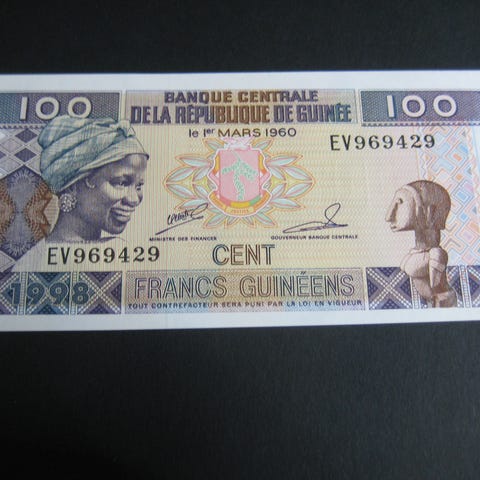 100
BANQUE CENTRALE
DE LA RÉPUBLIQUE DE GUINÉE
le 1er MARS 1960
100
EV969429
MINISTRE DES FINANCES
GOUVERNEUR BANQUE CENTRALE
EV969429
CENT
1998
FRANCS GUINÉENS
TOUT CONTREFACTEUR SERA PUNI PAR LA LOI EN VIGUEUR